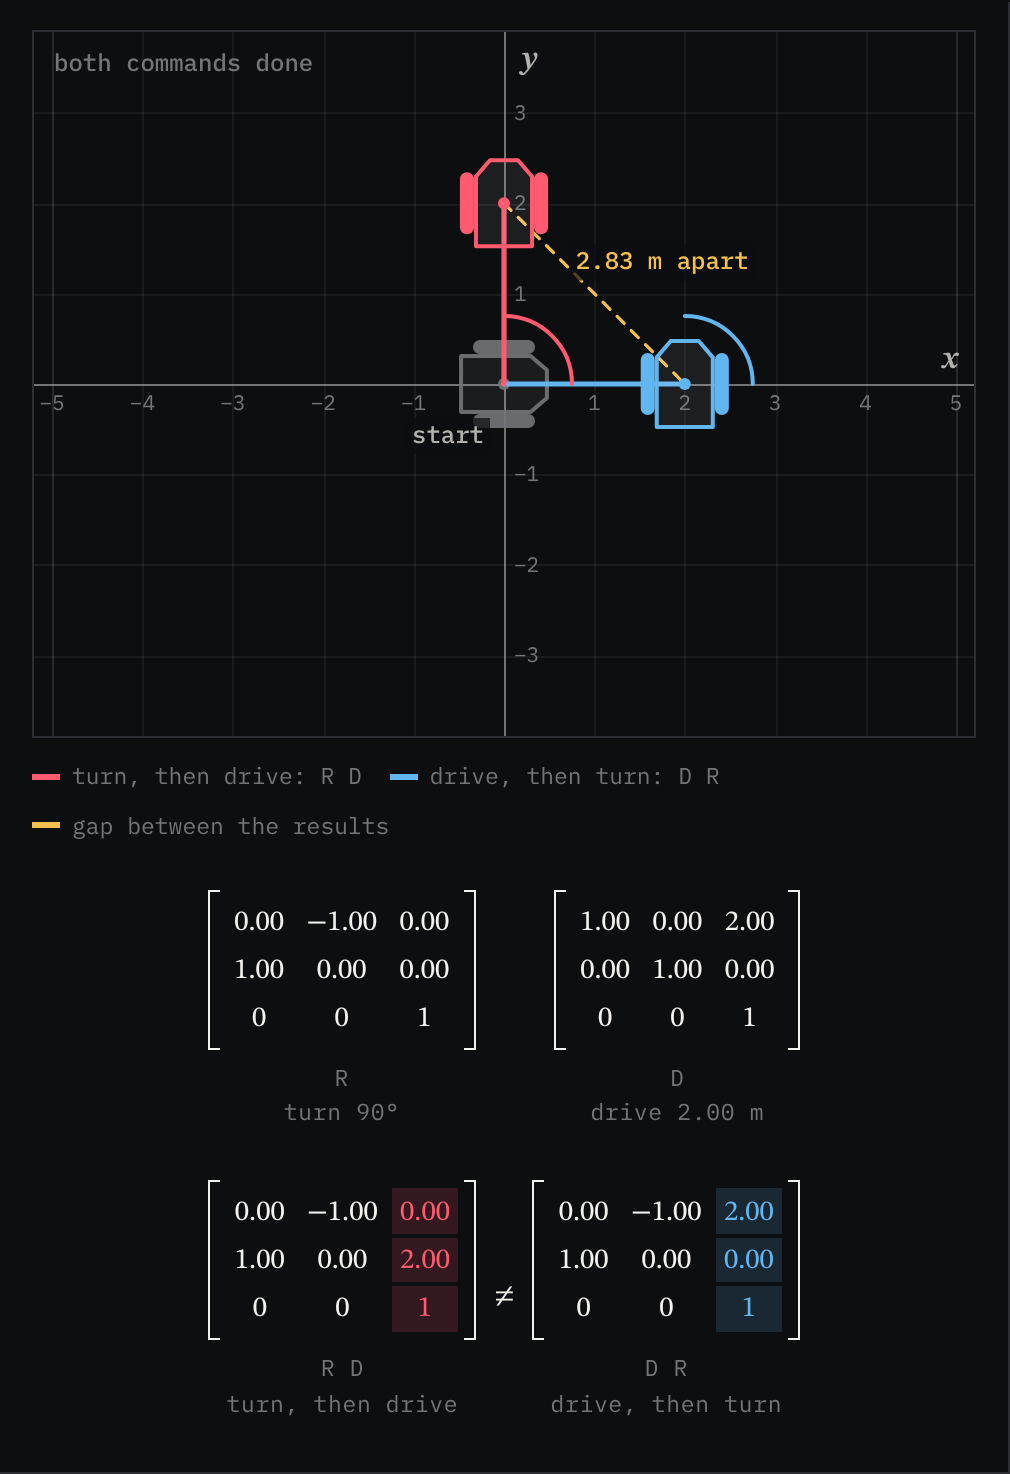 both commands done
y
3
2
2.83 m apart
1
x
−5 −4 −3 −2 −1 1 2 3 4 5
start
−1
−2
−3
turn, then drive: R D drive, then turn: D R
gap between the results
0.00 −1.00 0.00 1.00 0.00 2.00
1.00 0.00 0.00 0.00 1.00 0.00
0 0 1 0 0 1
R D
turn 90° drive 2.00 m
0.00 −1.00 0.00 0.00 −1.00 2.00
1.00 0.00 2.00 1.00 0.00 0.00
0 0 1 ≠ 0 0 1
R D D R
turn, then drive drive, then turn